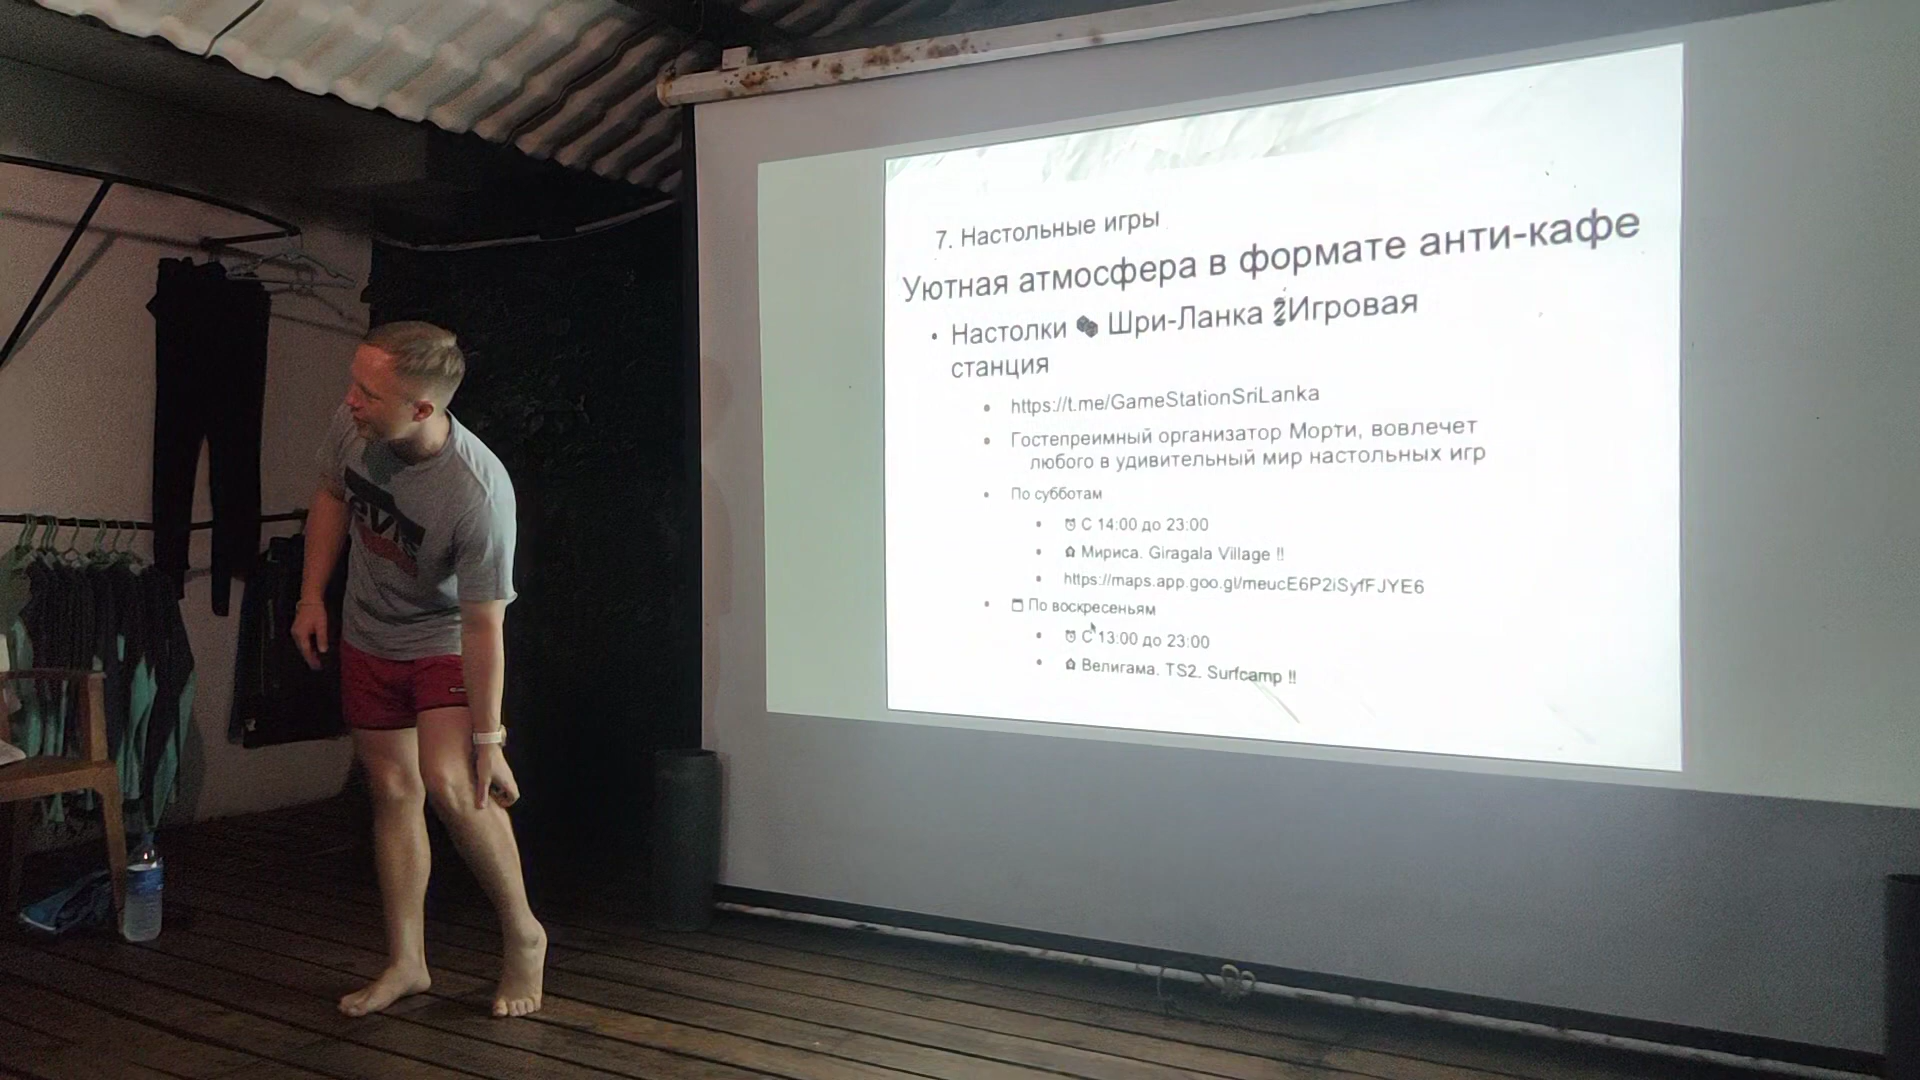 7. Настольные игры
Уютная атмосфера в формате анти-кафе
• Настолки 🎲 Шри-Ланка Игровая
станция
• https://t.me/GameStationSriLanka
• Гостепреимный организатор Морти, вовлечет
любого в удивительный мир настольных игр
• По субботам
• ⏰ С 14:00 до 23:00
• 🏠 Мириса. Giragala Village !!
• https://maps.app.goo.gl/meucE6P2iSyfFJYE6
• По воскресеньям
• ⏰ С 13:00 до 23:00
• 🏠 Велигама. TS2. Surfcamp !!